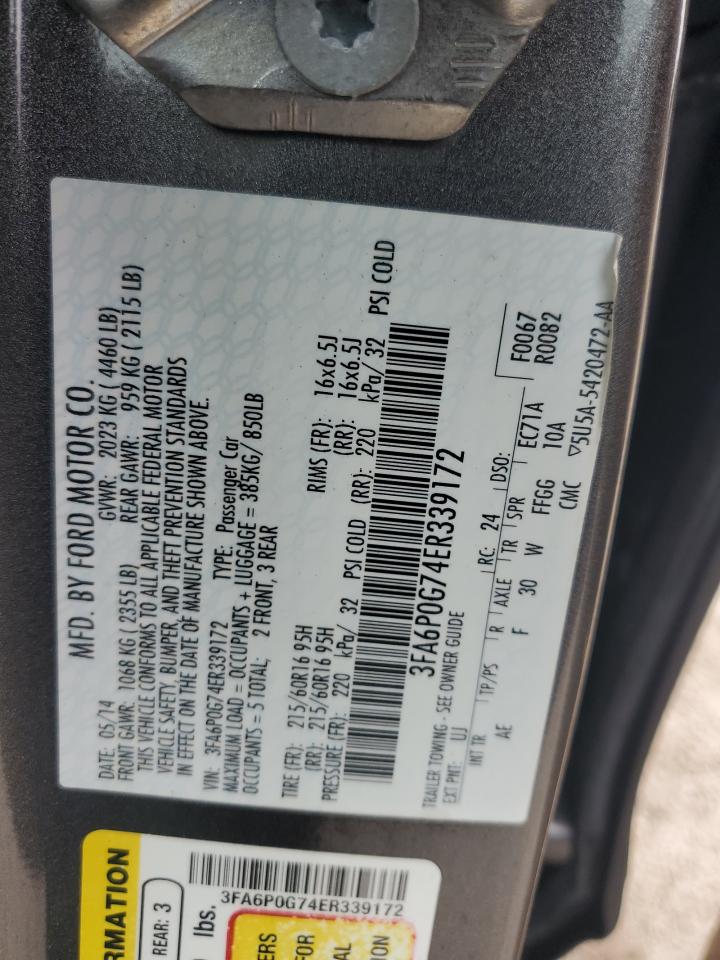 MFD. BY FORD MOTOR CO.
DATE: 05/14 GVWR: 2023 KG ( 4460 LB)
FRONT GAWR: 1068 KG ( 2355 LB) REAR GAWR: 959 KG ( 2115 LB)
THIS VEHICLE CONFORMS TO ALL APPLICABLE FEDERAL MOTOR
VEHICLE SAFETY, BUMPER, AND THEFT PREVENTION STANDARDS
IN EFFECT ON THE DATE OF MANUFACTURE SHOWN ABOVE.
VIN: 3FA6P0G74ER339172 TYPE: Passenger Car
MAXIMUM LOAD = OCCUPANTS + LUGGAGE = 385KG/ 850LB
OCCUPANTS = 5 TOTAL; 2 FRONT, 3 REAR
TIRE (FR): 215/60R16 95H RIMS (FR): 16x6.5J
(RR): 215/60R16 95H (RR): 16x6.5J
PRESSURE (FR): 220 kPa/ 32 PSI COLD (RR): 220 kPa/ 32 PSI COLD
3FA6P0G74ER339172
TRAILER TOWING - SEE OWNER GUIDE
EXT PNT: UJ RC: 24 DSO: F0067
R0082
INT TR TP/PS R AXLE TR SPR EC71A
AE F 30 W FFGG 10A
CMC ▽5U5A-5420472-AA
RMATION
REAR: 3
lbs.
3FA6P0G74ER339172
ERS
FOR
AL
ION